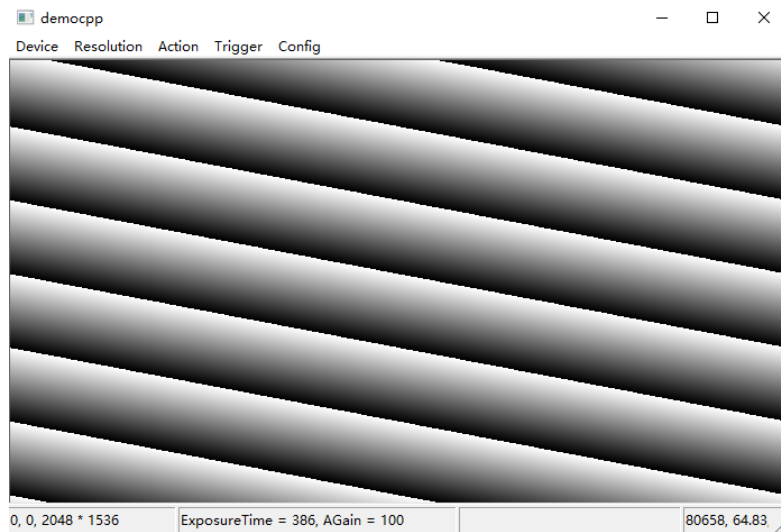 democpp
Device Resolution Action Trigger Config
0, 0, 2048 * 1536 ExposureTime = 386, AGain = 100 80658, 64.83